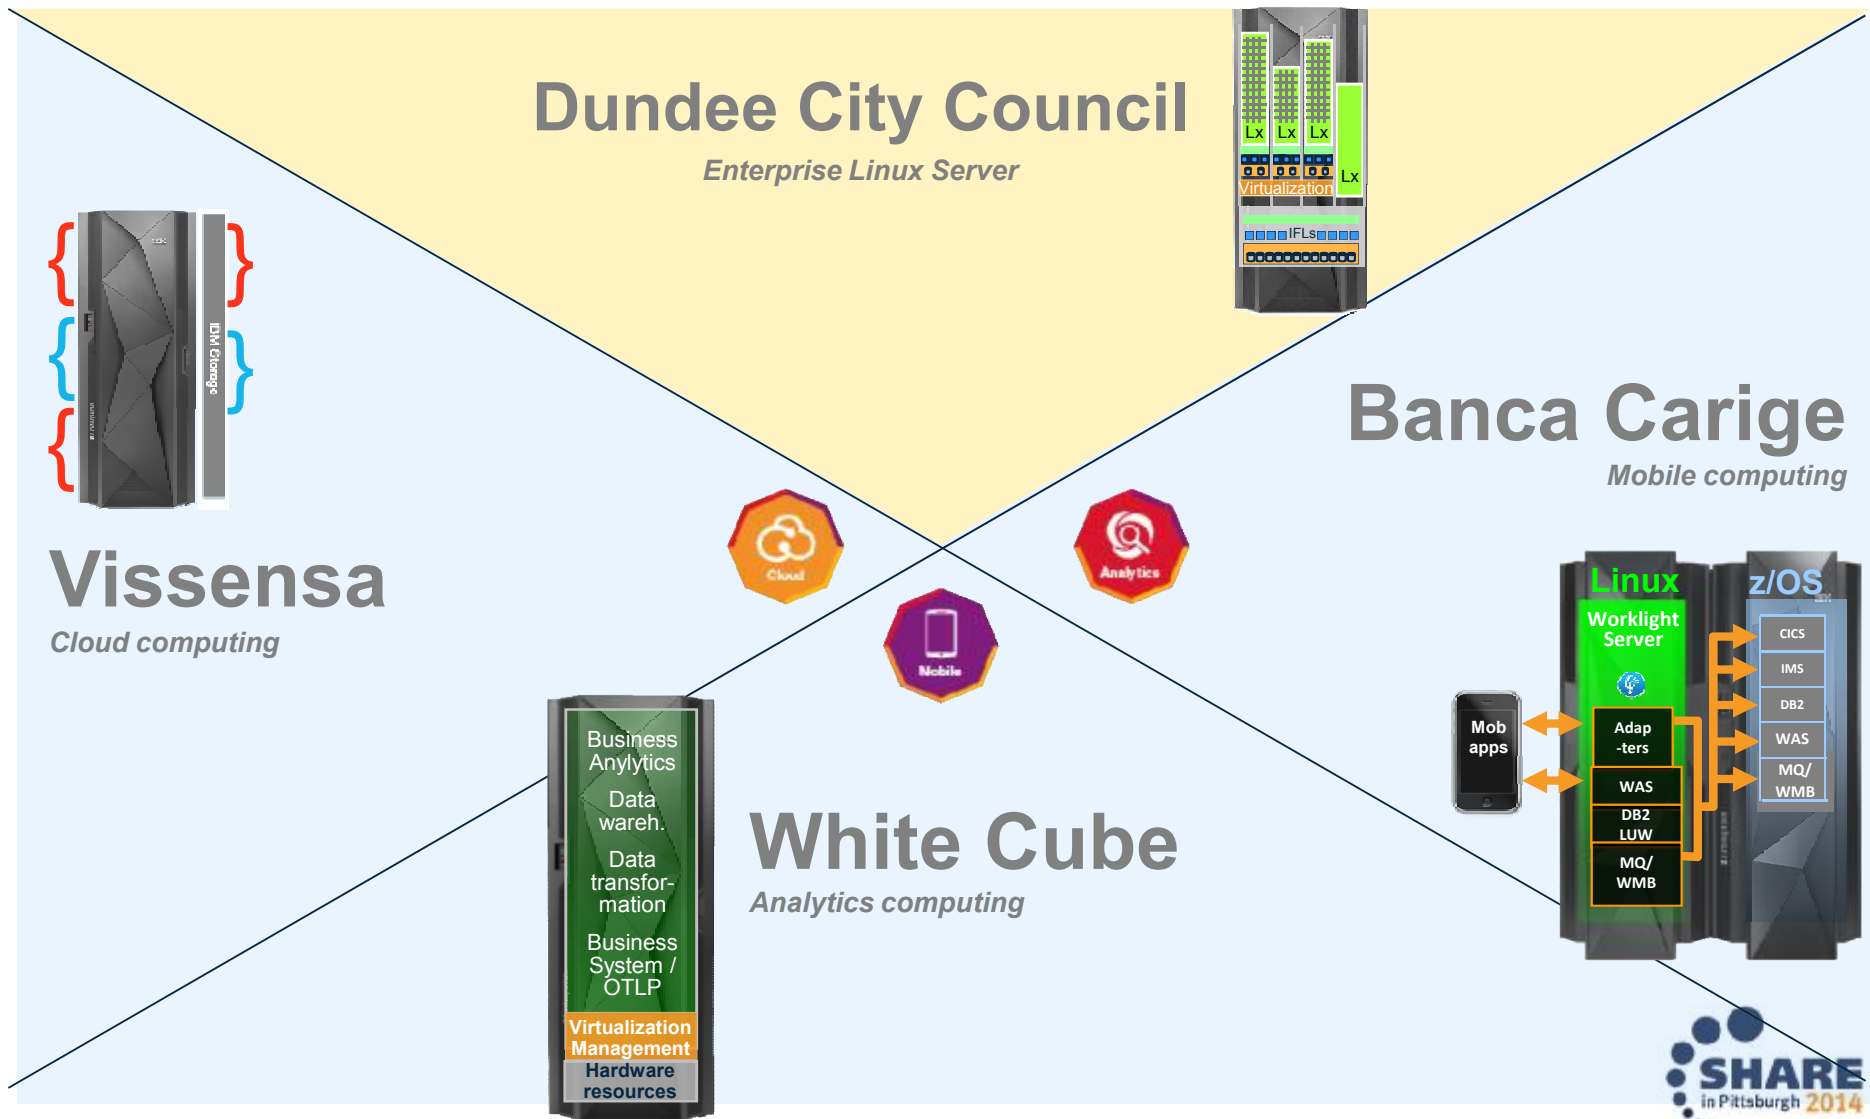 Dundee City Council
Enterprise Linux Server
Lx
Lx
Lx
Lx
Virtualization
IFLs
IBM Storage
Vissensa
Cloud computing
Banca Carige
Mobile computing
Cloud
Analytics
Mobile
Linux
z/OS
Worklight
Server
Mob
apps
Adap
-ters
WAS
DB2
LUW
MQ/
WMB
CICS
IMS
DB2
WAS
MQ/
WMB
White Cube
Analytics computing
Business
Anylytics
Data
wareh.
Data
transfor-
mation
Business
System /
OTLP
Virtualization
Management
Hardware
resources
SHARE
in Pittsburgh 2014